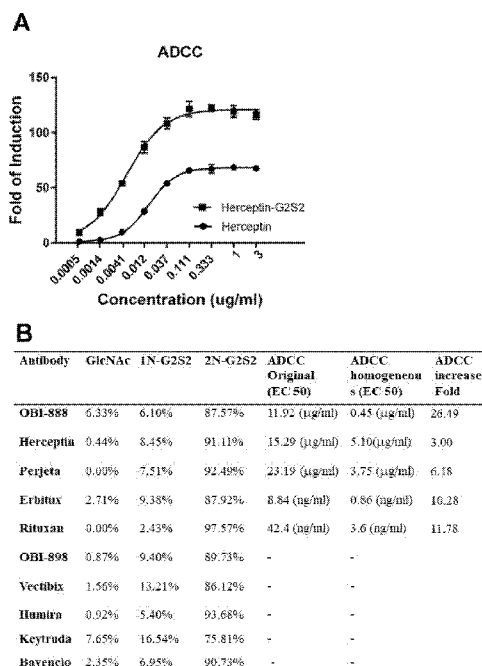 A
ADCC
Fold of Induction
150
100
50
0
Herceptin-G2S2
Herceptin
0.0005 0.0014 0.0041 0.012 0.037 0.111 0.333 1 3
Concentration (ug/ml)
B
Antibody GlcNAc 1N-G2S2 2N-G2S2 ADCC Original (EC 50) ADCC homogenenu s (EC 50) ADCC increase Fold
OBI-888 6.33% 6.10% 87.57% 11.92 (µg/ml) 0.45 (µg/ml) 26.49
Herceptin 0.44% 8.45% 91.11% 15.29 (µg/ml) 5.10(µg/ml) 3.00
Perjeta 0.00% 7.51% 92.49% 23.19 (µg/ml) 3.75 (µg/ml) 6.18
Erbitux 2.71% 9.38% 87.92% 8.84 (ng/ml) 0.86 (ng/ml) 10.28
Rituxan 0.00% 2.43% 97.57% 42.4 (ng/ml) 3.6 (ng/ml) 11.78
OBI-898 0.87% 9.40% 89.73% - -
Vectibix 1.56% 13.21% 86.12% - -
Humira 0.92% 5.40% 93.68% - -
Keytruda 7.65% 16.54% 75.81% - -
Bavencio 2.35% 6.95% 90.73% - -